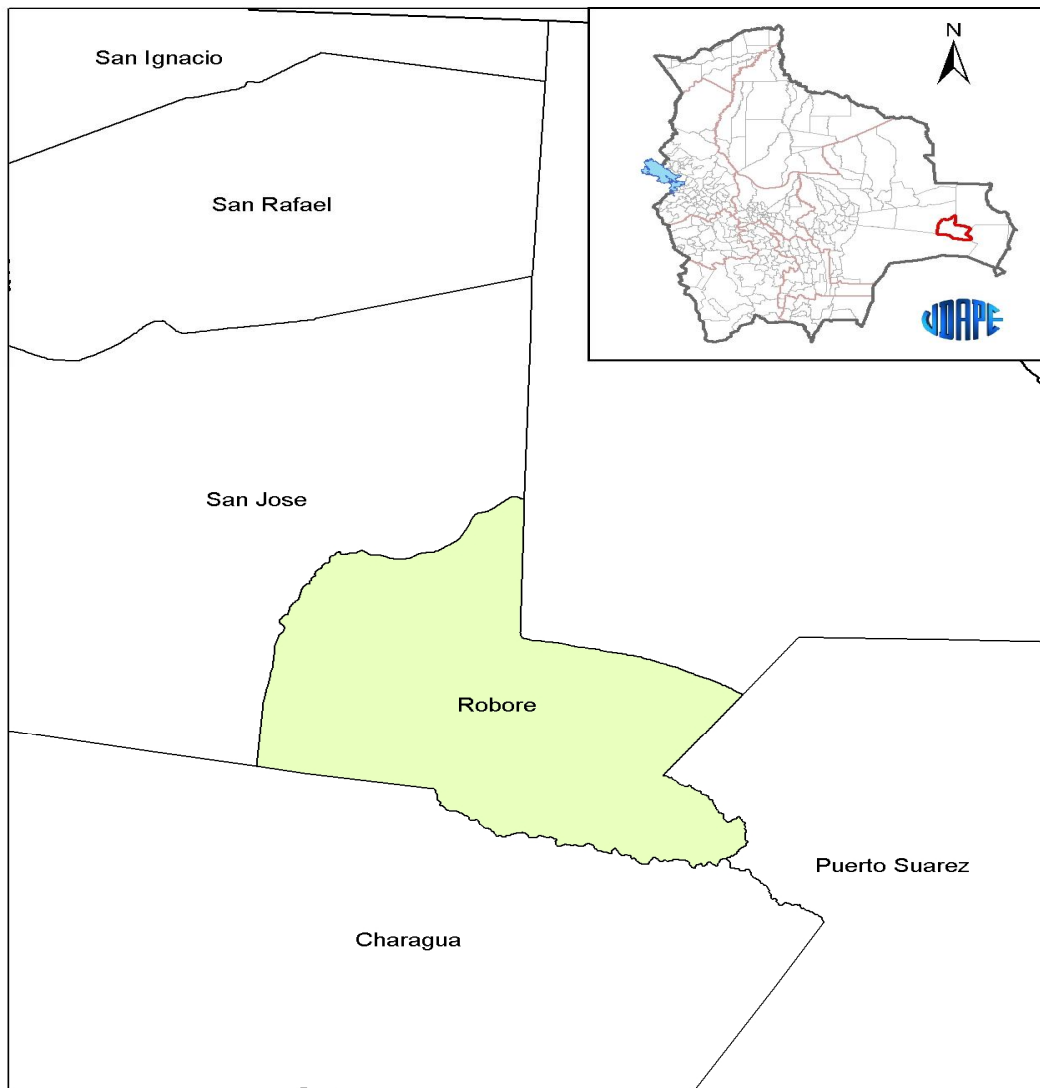 San Ignacio
N
San Rafael
UDAPE
San Jose
Robore
Puerto Suarez
Charagua